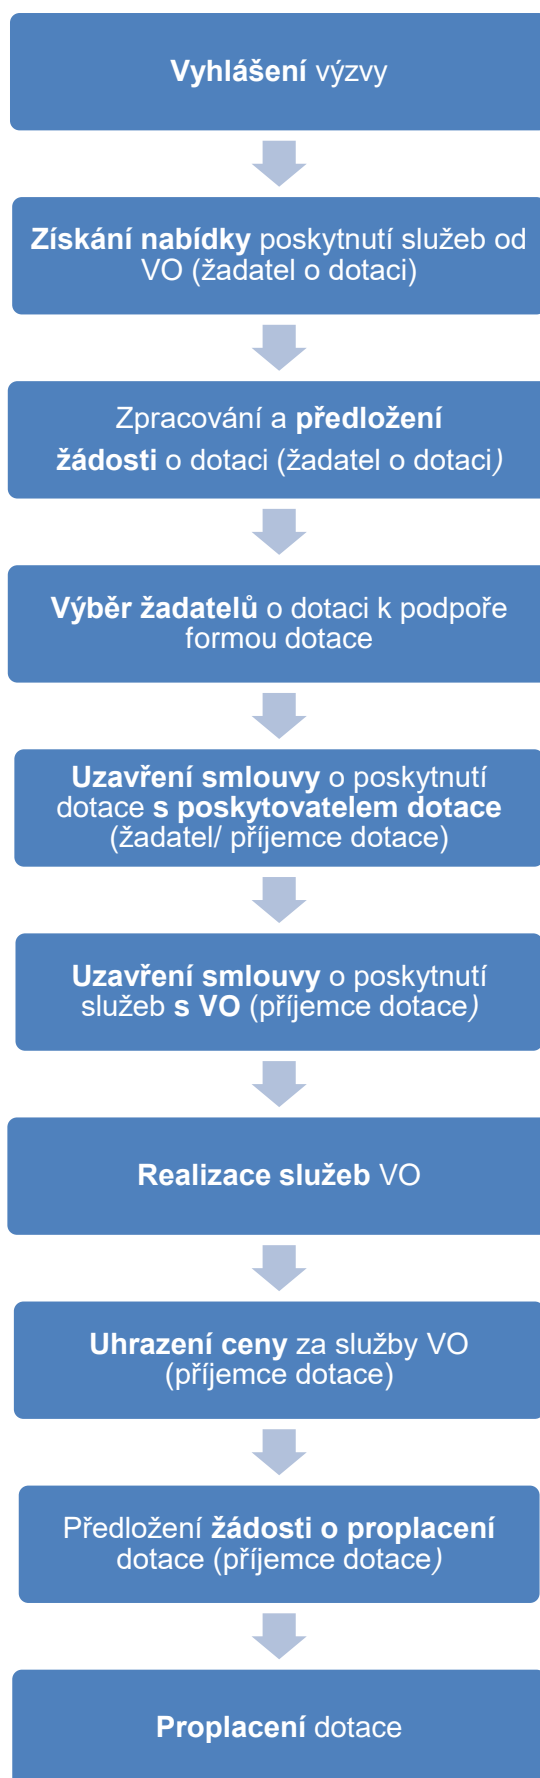 Vyhlášení výzvy
Získání nabídky poskytnutí služeb od
VO (žadatel o dotaci)
Zpracování a předložení
žádosti o dotaci (žadatel o dotaci)
Výběr žadatelů o dotaci k podpoře
formou dotace
Uzavření smlouvy o poskytnutí
dotace s poskytovatelem dotace
(žadatel/ příjemce dotace)
Uzavření smlouvy o poskytnutí
služeb s VO (příjemce dotace)
Realizace služeb VO
Uhrazení ceny za služby VO
(příjemce dotace)
Předložení žádosti o proplacení
dotace (příjemce dotace)
Proplacení dotace